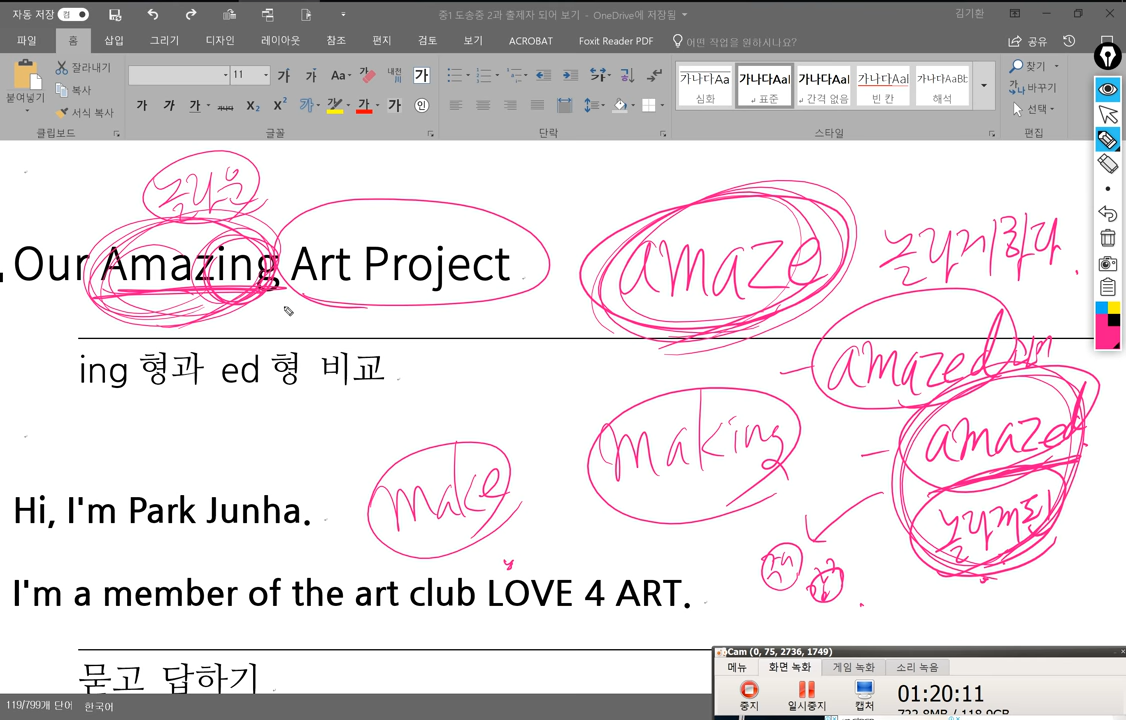 자동 저장
중1 도송중 2과 출제자 되어 보기 - OneDrive에 저장됨
김기환
파일 홈 삽입 그리기 디자인 레이아웃 참조 편지 검토 보기 ACROBAT Foxit Reader PDF 어떤 작업을 원하시나요? 공유
붙여넣기
잘라내기
복사
서식 복사
클립보드
11
글꼴
단락
가나다Aa 심화
가나다AaI 표준
가나다AaI 간격 없음
가나다AaI 빈 칸
가나다AaBt 해석
스타일
찾기
바꾸기
선택
편집
놀라운
Our Amazing Art Project
amaze 놀라게하다.
ing 형과 ed 형 비교
amazed
amazed
놀라게된
making
make
Hi, I'm Park Junha.
I'm a member of the art club LOVE 4 ART.
묻고 답하기
119/799개 단어 한국어
Cam (0, 75, 2736, 1749)
메뉴 화면 녹화 게임 녹화 소리 녹음
중지 일시중지 캡처
01:20:11
722.8MB / 118.9GB